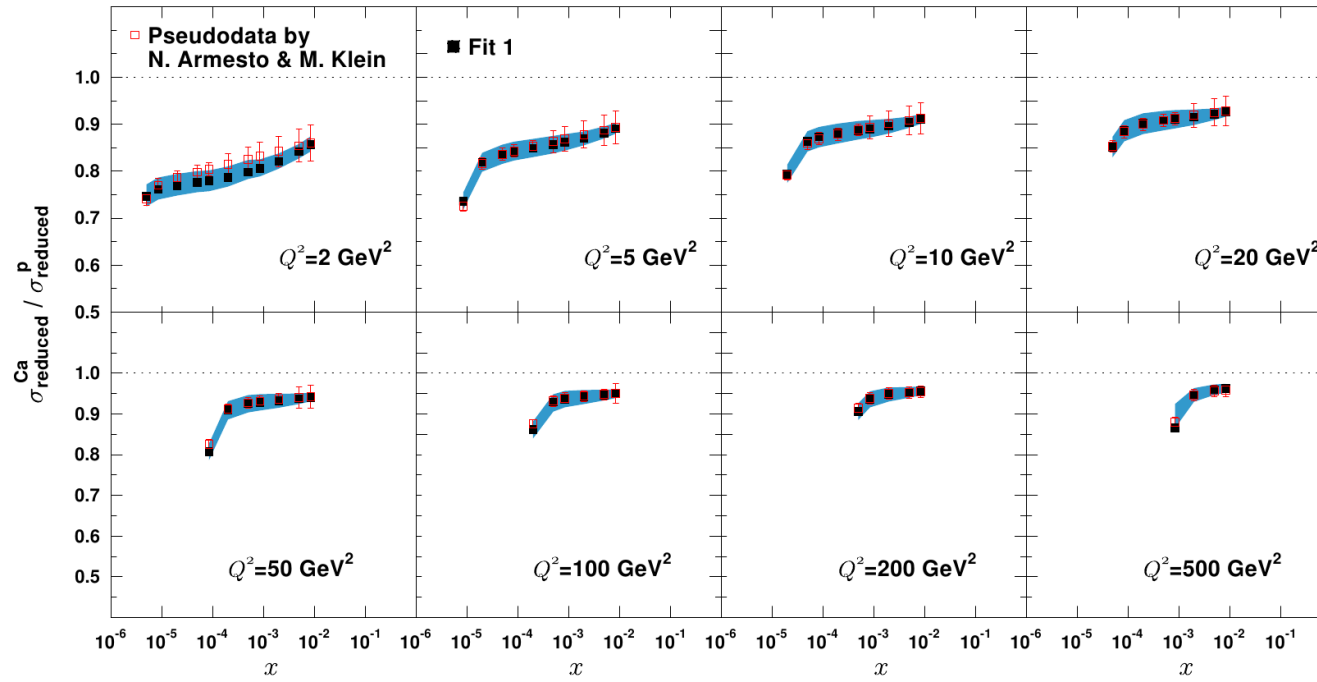 Pseudodata by
N. Armesto & M. Klein
Fit 1
1.0
0.9
0.8
0.7
0.6
0.5
Q²=2 GeV²
Q²=5 GeV²
Q²=10 GeV²
Q²=20 GeV²
σ^Ca_reduced / σ^p_reduced
1.0
0.9
0.8
0.7
0.6
0.5
Q²=50 GeV²
Q²=100 GeV²
Q²=200 GeV²
Q²=500 GeV²
10⁻⁶ 10⁻⁵ 10⁻⁴ 10⁻³ 10⁻² 10⁻¹ 10⁻⁶ 10⁻⁵ 10⁻⁴ 10⁻³ 10⁻² 10⁻¹ 10⁻⁶ 10⁻⁵ 10⁻⁴ 10⁻³ 10⁻² 10⁻¹ 10⁻⁶ 10⁻⁵ 10⁻⁴ 10⁻³ 10⁻² 10⁻¹
x x x x